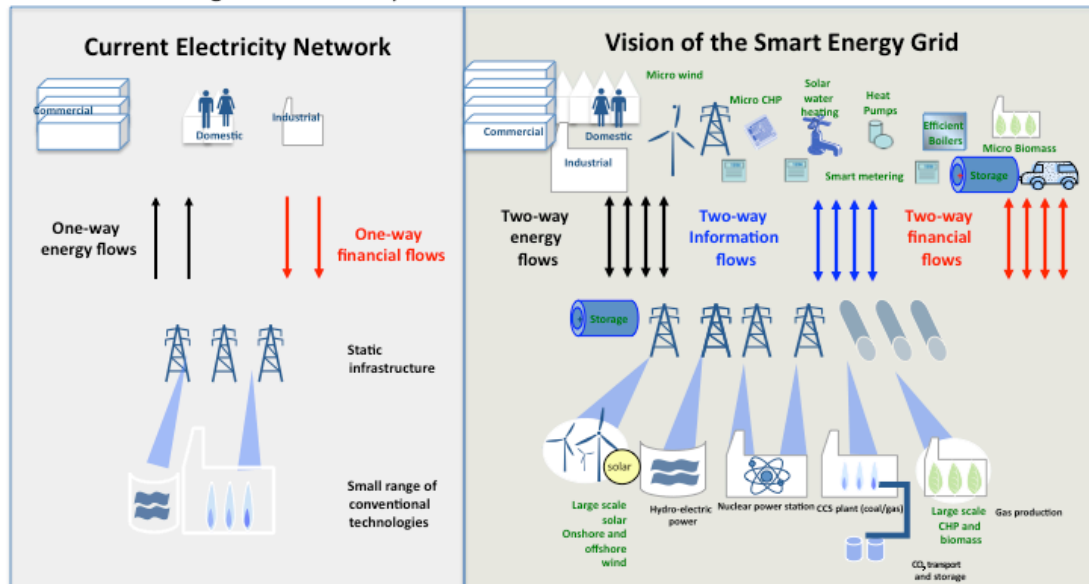 Current Electricity Network
Commercial
Domestic
Industrial
One-way
energy flows
One-way
financial flows
Static
infrastructure
Small range of
conventional
technologies
Vision of the Smart Energy Grid
Commercial
Domestic
Industrial
Micro wind
Micro CHP
Solar
water
heating
Heat
Pumps
Efficient
Boilers
Micro Biomass
Smart metering
Storage
Two-way
energy
flows
Two-way
Information
flows
Two-way
financial
flows
Storage
solar
Large scale
solar
Onshore and
offshore
wind
Hydro-electric
power
Nuclear power station
CCS plant (coal/gas)
Large scale
CHP and
biomass
Gas production
CO₂ transport
and storage